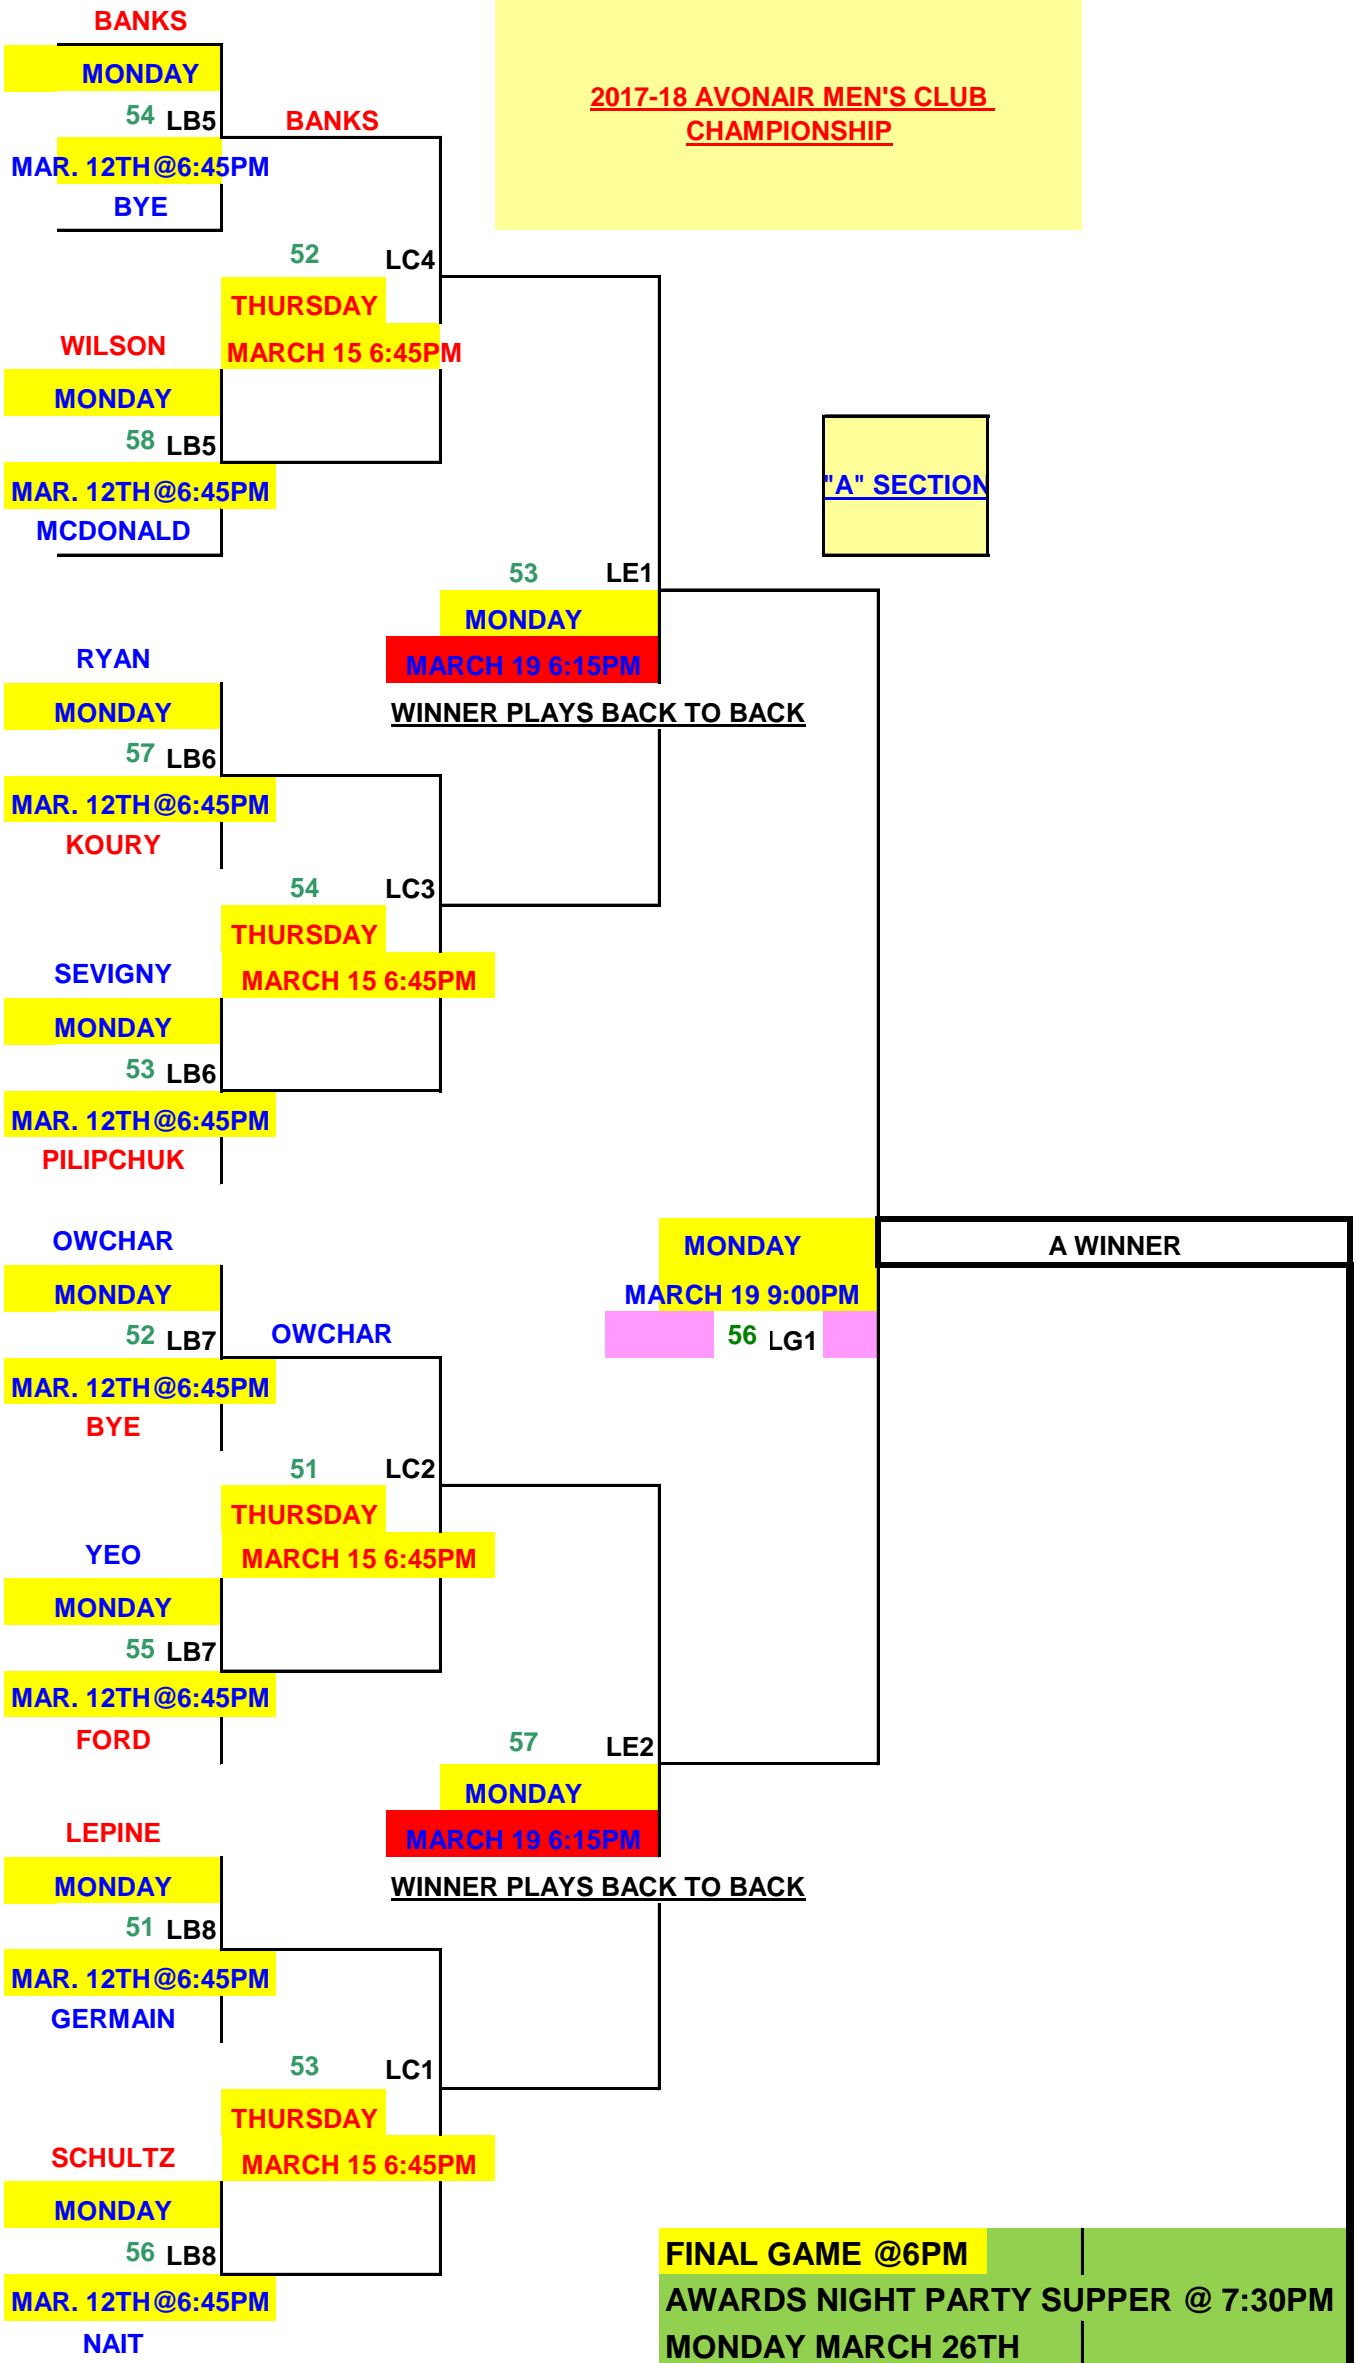 BANKS
2017-18 AVONAIR MEN'S CLUB
CHAMPIONSHIP
MONDAY
54 LB5 BANKS
MAR. 12TH@6:45PM
BYE
52 LC4
THURSDAY
WILSON MARCH 15 6:45PM
MONDAY
58 LB5
"A" SECTION
MAR. 12TH@6:45PM
MCDONALD
53 LE1
MONDAY
RYAN MARCH 19 6:15PM
MONDAY WINNER PLAYS BACK TO BACK
57 LB6
MAR. 12TH@6:45PM
KOURY
54 LC3
THURSDAY
SEVIGNY MARCH 15 6:45PM
MONDAY
53 LB6
MAR. 12TH@6:45PM
PILIPCHUK
OWCHAR MONDAY A WINNER
MONDAY MARCH 19 9:00PM
52 LB7 OWCHAR 56 LG1
MAR. 12TH@6:45PM
BYE
51 LC2
THURSDAY
YEO MARCH 15 6:45PM
MONDAY
55 LB7
MAR. 12TH@6:45PM
FORD 57 LE2
MONDAY
LEPINE MARCH 19 6:15PM
MONDAY WINNER PLAYS BACK TO BACK
51 LB8
MAR. 12TH@6:45PM
GERMAIN
53 LC1
THURSDAY
SCHULTZ MARCH 15 6:45PM
MONDAY
56 LB8 FINAL GAME @6PM
MAR. 12TH@6:45PM AWARDS NIGHT PARTY SUPPER @ 7:30PM
NAIT MONDAY MARCH 26TH